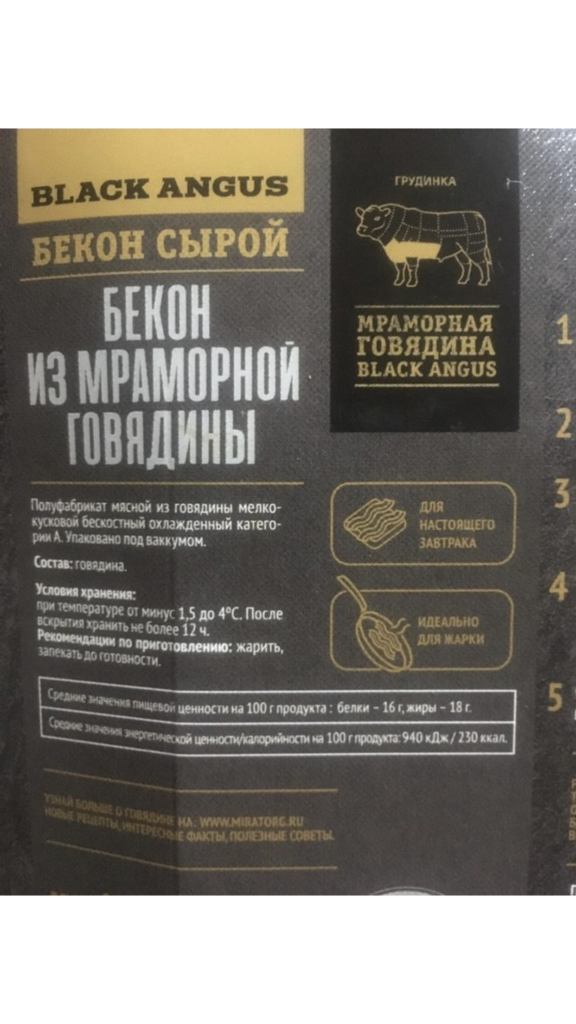 BLACK ANGUS
БЕКОН СЫРОЙ
БЕКОН
ИЗ МРАМОРНОЙ
ГОВЯДИНЫ
Полуфабрикат мясной из говядины мелко-
кусковой бескостный охлажденный катего-
рии А. Упаковано под ваккумом.
Состав: говядина.
Условия хранения:
при температуре от минус 1,5 до 4°С. После
вскрытия хранить не более 12 ч.
Рекомендации по приготовлению: жарить,
запекать до готовности.
ГРУДИНКА
МРАМОРНАЯ
ГОВЯДИНА
BLACK ANGUS
ДЛЯ
НАСТОЯЩЕГО
ЗАВТРАКА
ИДЕАЛЬНО
ДЛЯ ЖАРКИ
Средние значения пищевой ценности на 100 г продукта : белки – 16 г, жиры – 18 г.
Средние значения энергетической ценности/калорийности на 100 г продукта: 940 кДж / 230 ккал.
УЗНАЙ БОЛЬШЕ О ГОВЯДИНЕ НА: WWW.MIRATORG.RU
НОВЫЕ РЕЦЕПТЫ, ИНТЕРЕСНЫЕ ФАКТЫ, ПОЛЕЗНЫЕ СОВЕТЫ.
1
2
3
4
5